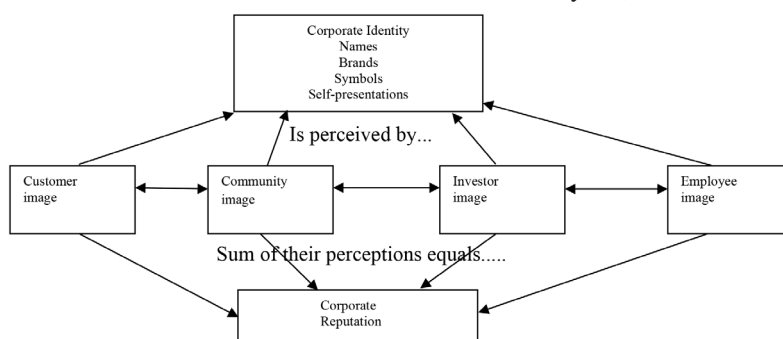 Corporate Identity
Names
Brands
Symbols
Self-presentations
Is perceived by...
Customer
image
Community
image
Investor
image
Employee
image
Sum of their perceptions equals.....
Corporate
Reputation